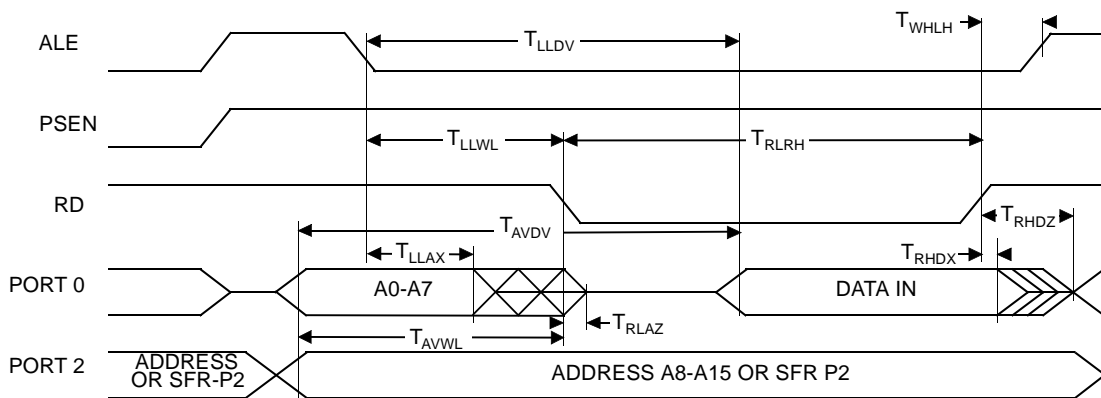 ALE
T_LLDV
T_WHLH
PSEN
T_LLWL
T_RLRH
RD
T_AVDV
T_RHDZ
T_LLAX
T_RHDX
PORT 0
A0-A7
DATA IN
T_RLAZ
T_AVWL
PORT 2
ADDRESS
OR SFR-P2
ADDRESS A8-A15 OR SFR P2